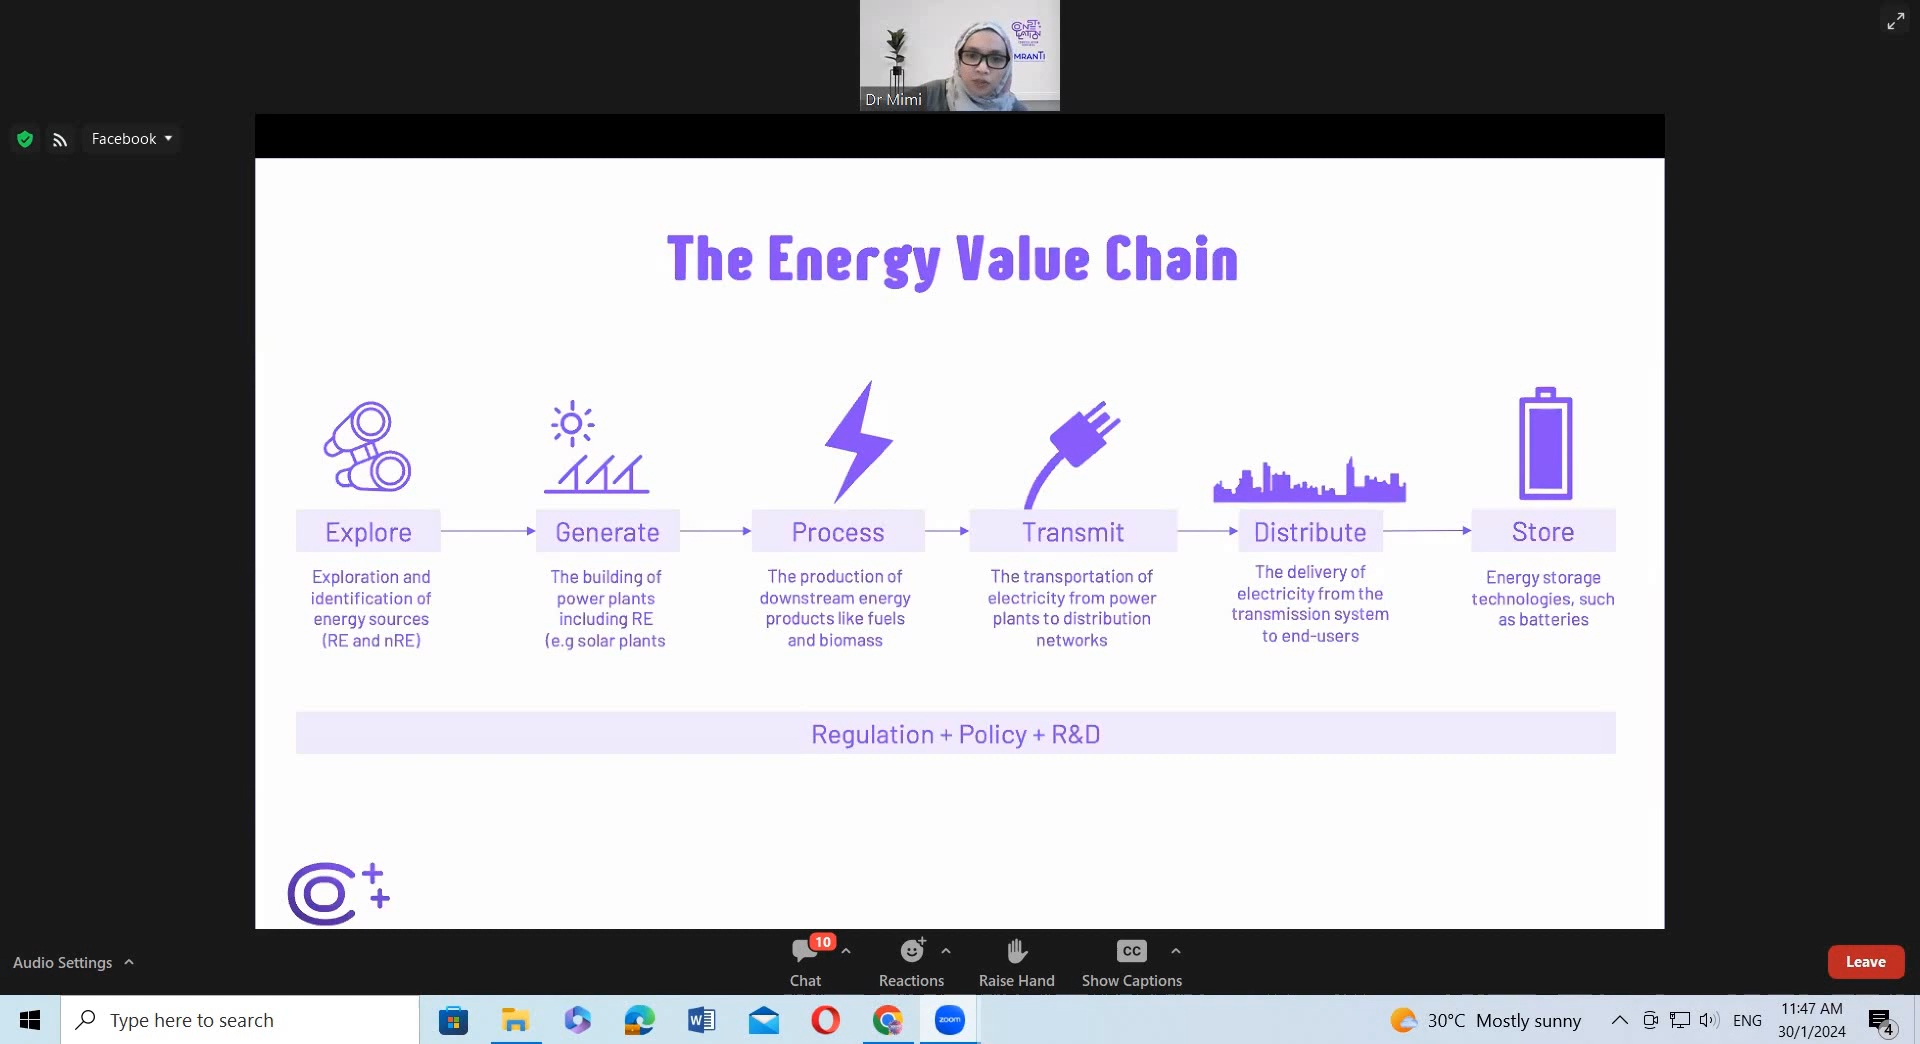 CONSTELLATION
MRANTI
Dr Mimi
Facebook
The Energy Value Chain
Explore
Generate
Process
Transmit
Distribute
Store
Exploration and
identification of
energy sources
(RE and nRE)
The building of
power plants
including RE
(e.g solar plants
The production of
downstream energy
products like fuels
and biomass
The transportation of
electricity from power
plants to distribution
networks
The delivery of
electricity from the
transmission system
to end-users
Energy storage
technologies, such
as batteries
Regulation + Policy + R&D
C++
Audio Settings
10
Chat
Reactions
Raise Hand
CC
Show Captions
Leave
Type here to search
zoom
30°C Mostly sunny
ENG
11:47 AM
30/1/2024
4